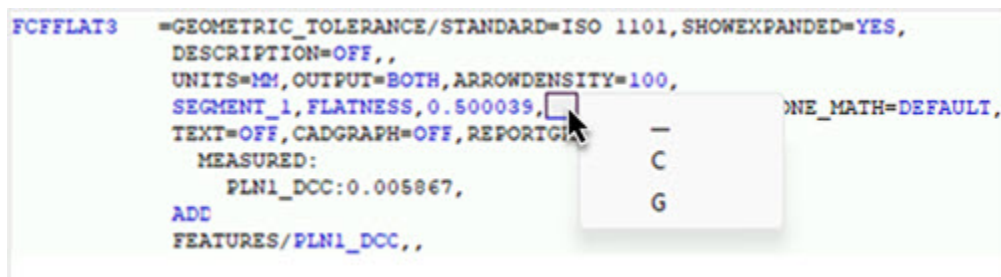 FCFFLAT3 =GEOMETRIC_TOLERANCE/STANDARD=ISO 1101,SHOWEXPANDED=YES,
DESCRIPTION=OFF,,
UNITS=MM,OUTPUT=BOTH,ARROWDENSITY=100,
SEGMENT_1,FLATNESS,0.500039,__ ONE_MATH=DEFAULT,
TEXT=OFF,CADGRAPH=OFF,REPORTG
MEASURED:
PLN1_DCC:0.005867,
ADD
FEATURES/PLN1_DCC,,
—
C
G